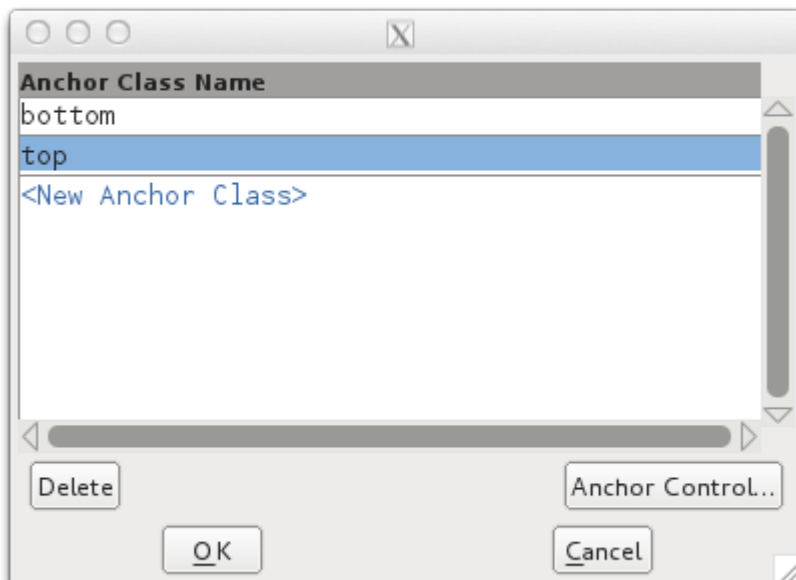 Anchor Class Name
bottom
top
<New Anchor Class>
Delete
Anchor Control...
OK
Cancel